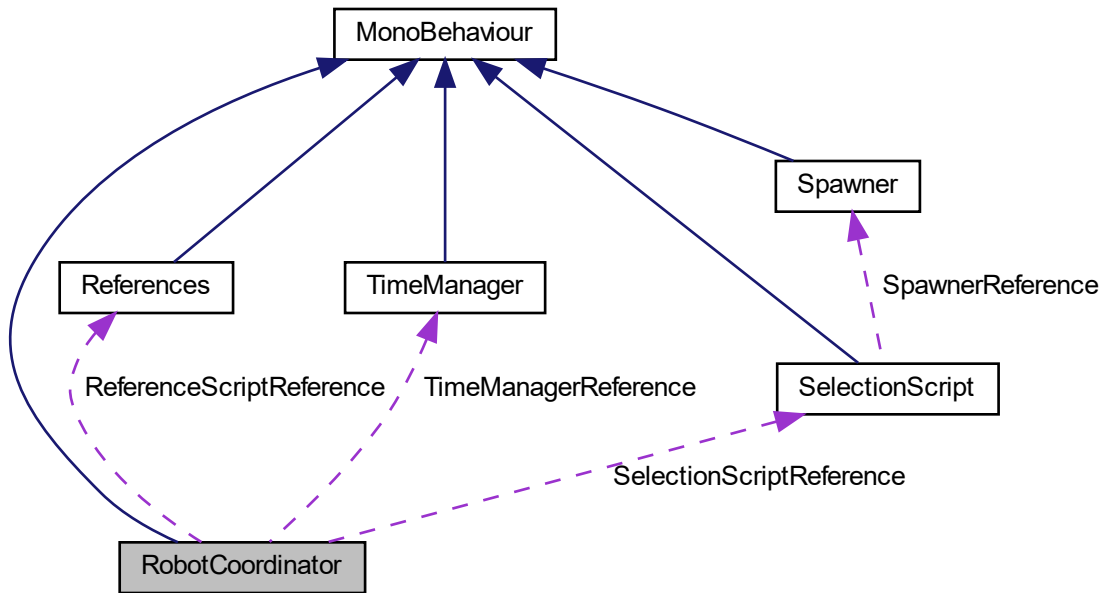 MonoBehaviour
Spawner
References
TimeManager
SpawnerReference
ReferenceScriptReference
TimeManagerReference
SelectionScript
SelectionScriptReference
RobotCoordinator